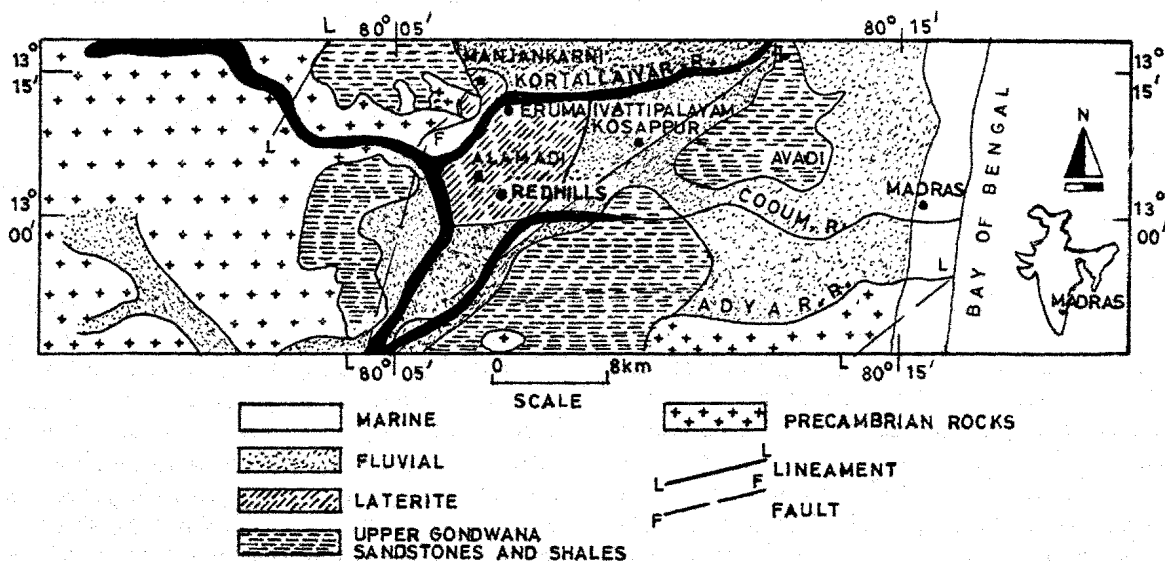 L 80° 05' 80° 15'
13° 15'
13° 15'
MANJANKARNI
KORTALLAIYAR R.
ERUMAIVATTIPALAYAM
KOSAPPUR
F
L
ALAMADI
AVADI
REDHILLS
MADRAS
BAY OF BENGAL
N
13° 00'
13° 00'
COOUM. R.
L
ADYAR. R.
MADRAS
L 80° 05' 0 8km L 80° 15'
SCALE
MARINE
FLUVIAL
LATERITE
UPPER GONDWANA
SANDSTONES AND SHALES
PRECAMBRIAN ROCKS
L L LINEAMENT
F F FAULT